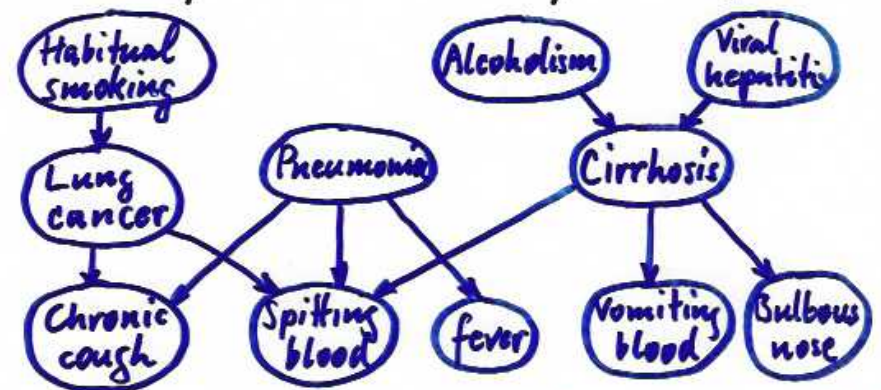 Habitual
smoking
Alcoholism
Viral
hepatitis
Pneumonia
Cirrhosis
Lung
cancer
Chronic
cough
Spitting
blood
fever
Vomiting
blood
Bulbous
nose